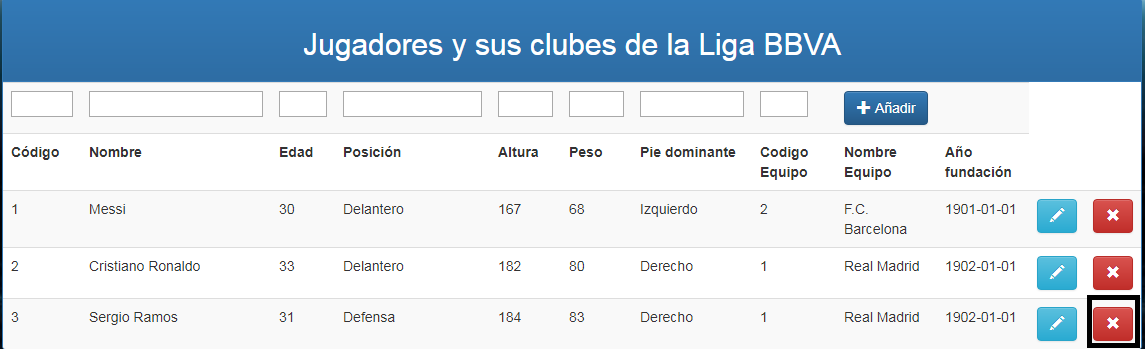 Jugadores y sus clubes de la Liga BBVA
Añadir
Código Nombre Edad Posición Altura Peso Pie dominante Codigo Equipo Nombre Equipo Año fundación
1 Messi 30 Delantero 167 68 Izquierdo 2 F.C. Barcelona 1901-01-01
2 Cristiano Ronaldo 33 Delantero 182 80 Derecho 1 Real Madrid 1902-01-01
3 Sergio Ramos 31 Defensa 184 83 Derecho 1 Real Madrid 1902-01-01